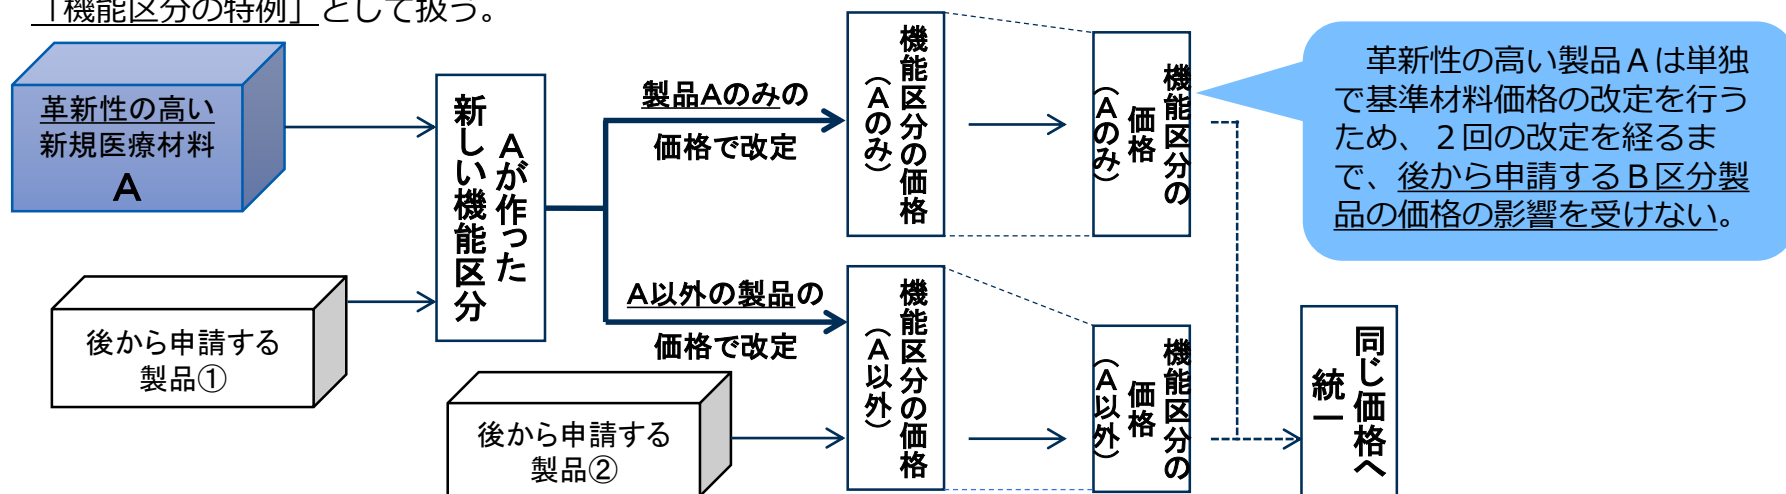 「機能区分の特例」として扱う。
革新性の高い
新規医療材料
A
後から申請する
製品①
Aが作った
新しい機能区分
製品Aのみの
価格で改定
A以外の製品の
価格で改定
後から申請する
製品②
機能区分の価格
(Aのみ)
機能区分の
価格
(Aのみ)
機能区分の価格
(A以外)
機能区分の
価格
(A以外)
同じ価格へ
統一
革新性の高い製品Aは単独
で基準材料価格の改定を行う
ため、2回の改定を経るま
で、後から申請するB区分製
品の価格の影響を受けない。